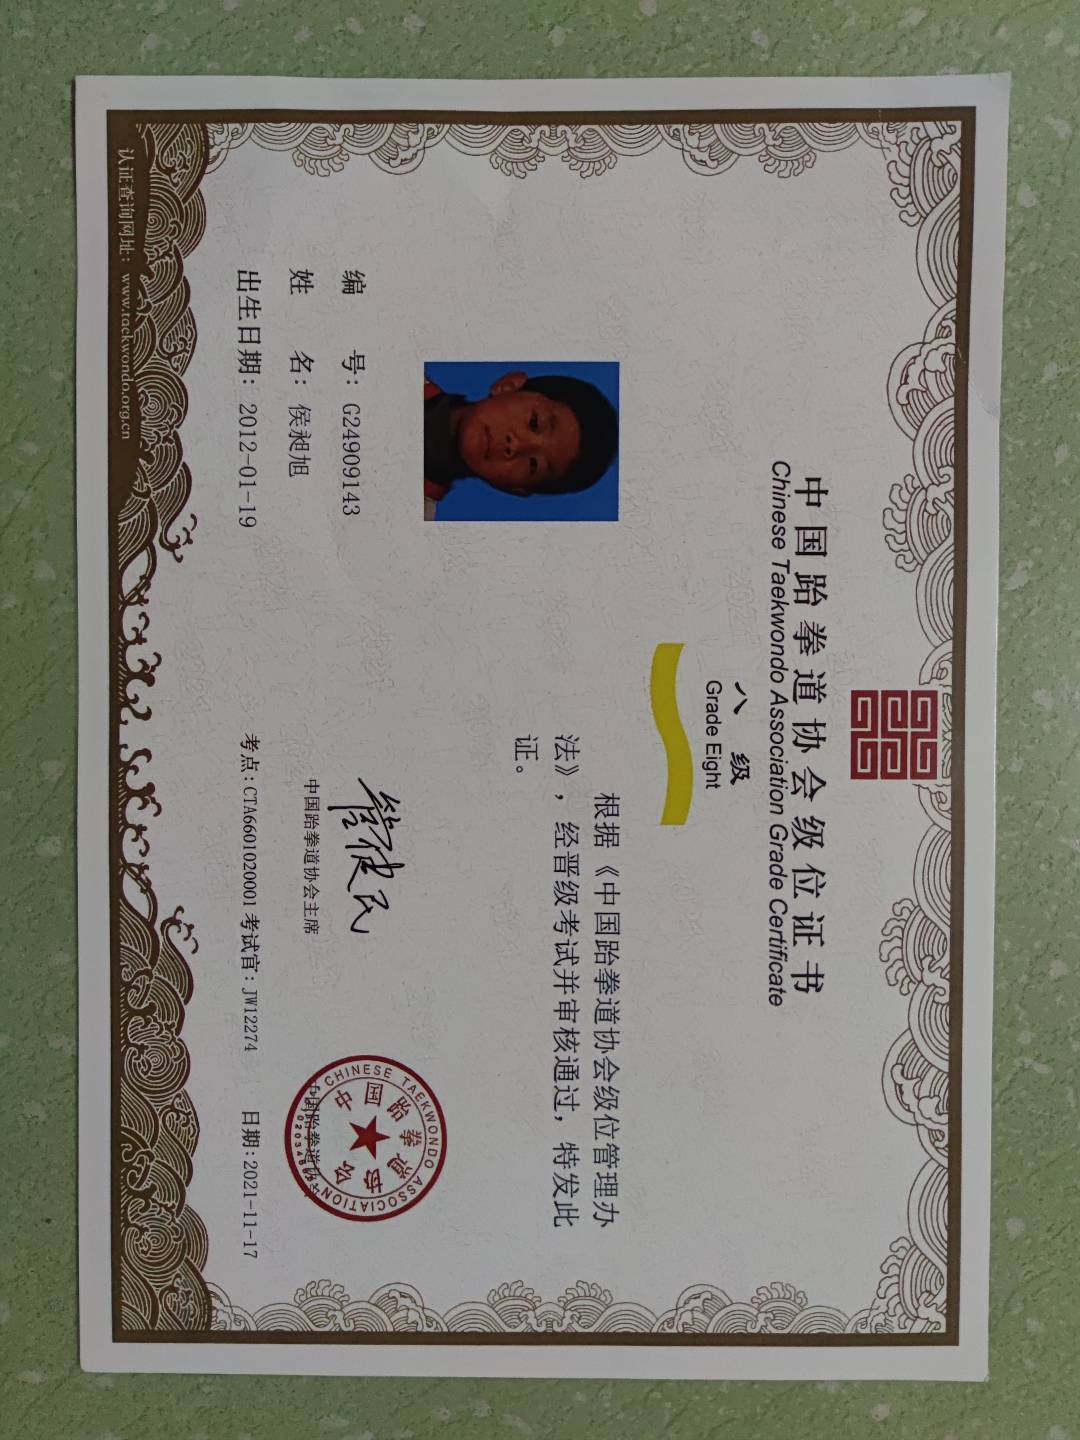 中国跆拳道协会级位证书
Chinese Taekwondo Association Grade Certificate
八 级
Grade Eight
根据《中国跆拳道协会级位管理办
法》，经晋级考试并审核通过，特发此
证。
编 号：G24909143
姓 名：侯昶旭
出生日期：2012-01-19
管健民
中国跆拳道协会主席
中国跆拳道协会
CHINESE TAEKWONDO ASSOCIATION
考点:CTA6601020001 考试官:JW12274 日期:2021-11-17
认证查询网址：www.taekwondo.org.cn